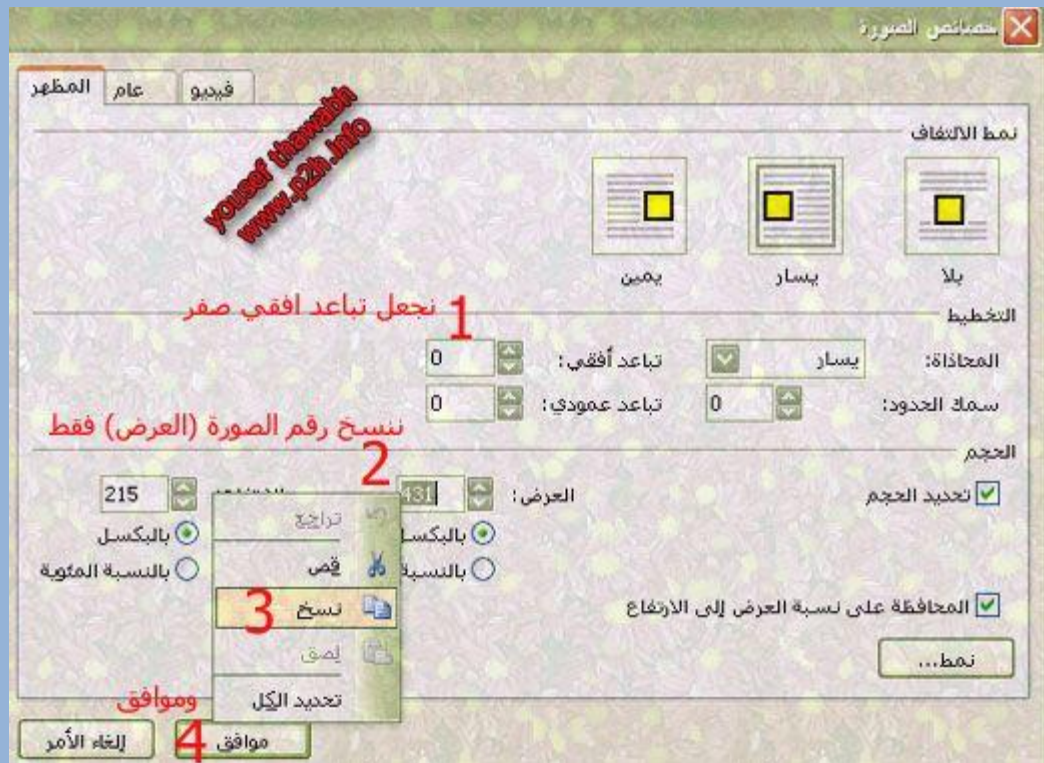 خصائص الصورة
المظهر
عام
فيديو
yousef thawabh
www.p2h.info
نمط الالتفاف
بلا
يسار
يمين
1 نجعل تباعد افقي صفر
التخطيط
المحاذاة: يسار تباعد أفقي: 0
سمك الحدود: 0 تباعد عمودي: 0
ننسخ رقم الصورة (العرض) فقط
2
الحجم
تحديد الحجم العرض: 431 215
بالبكسل بالبكسل
بالنسبة بالنسبة المئوية
تراجع
قص
3 نسخ
لصق
تحديد الكل
المحافظة على نسبة العرض إلى الارتفاع
نمط...
وموافق
4 موافق
إلغاء الأمر